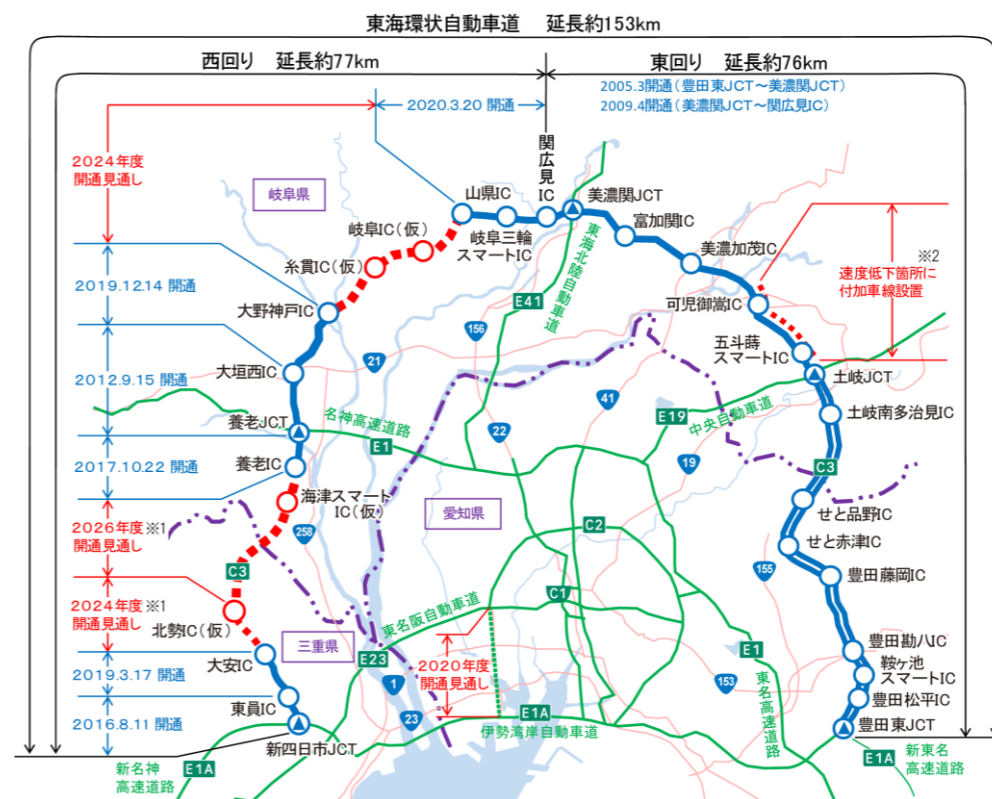 東海環状自動車道　延長約153km
西回り　延長約77km
東回り　延長約76km
2020.3.20 開通
2005.3開通(豊田東JCT～美濃関JCT)
2009.4開通(美濃関JCT～関広見IC)
2024年度
開通見通し
2019.12.14 開通
2012.9.15 開通
2017.10.22 開通
2026年度 ※1
開通見通し
2024年度 ※1
開通見通し
2019.3.17 開通
2016.8.11 開通
岐阜県
愛知県
三重県
関広見IC
山県IC
岐阜三輪
スマートIC
岐阜IC(仮)
糸貫IC(仮)
大野神戸IC
大垣西IC
養老JCT
養老IC
海津スマート
IC(仮)
北勢IC(仮)
大安IC
東員IC
新四日市JCT
美濃関JCT
富加関IC
美濃加茂IC
可児御嵩IC
五斗蒔
スマートIC
土岐JCT
土岐南多治見IC
せと品野IC
せと赤津IC
豊田藤岡IC
豊田勘八IC
鞍ヶ池
スマートIC
豊田松平IC
豊田東JCT
※2
速度低下箇所に
付加車線設置
東海北陸自動車道
E41
156
21
41
22
19
名神高速道路
E1
E19
中央自動車道
C3
C3
258
C2
C1
155
東名阪自動車道
E23
2020年度
開通見通し
1
23
153
E1
東名高速道路
E1A
伊勢湾岸自動車道
新名神
高速道路
E1A
E1A
新東名
高速道路